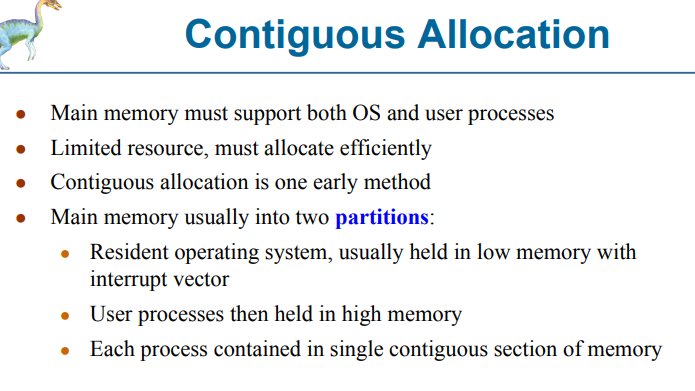 Contiguous Allocation
Main memory must support both OS and user processes
Limited resource, must allocate efficiently
Contiguous allocation is one early method
Main memory usually into two partitions:
Resident operating system, usually held in low memory with
interrupt vector
User processes then held in high memory
Each process contained in single contiguous section of memory